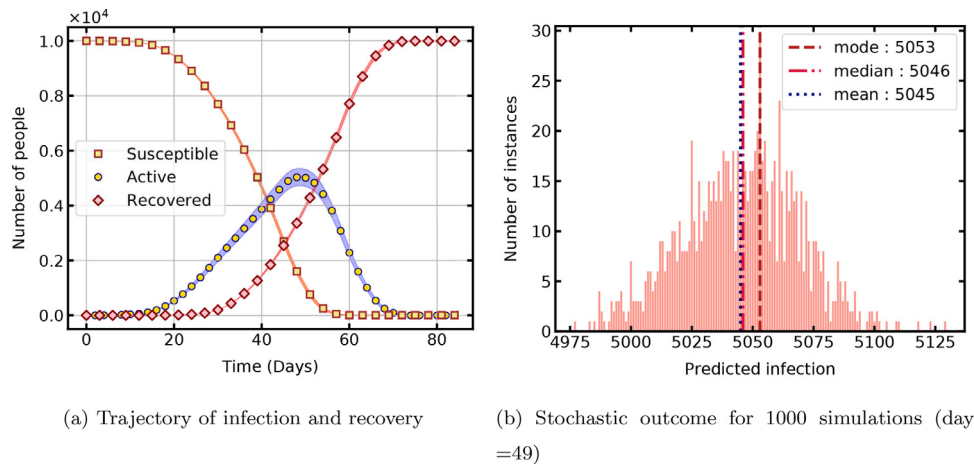 1e4
1.0
0.8
0.6
0.4
0.2
0.0
Number of people
Susceptible
Active
Recovered
0 20 40 60 80
Time (Days)
(a) Trajectory of infection and recovery
30
25
20
15
10
5
0
Number of instances
mode : 5053
median : 5046
mean : 5045
4975 5000 5025 5050 5075 5100 5125
Predicted infection
(b) Stochastic outcome for 1000 simulations (day
=49)